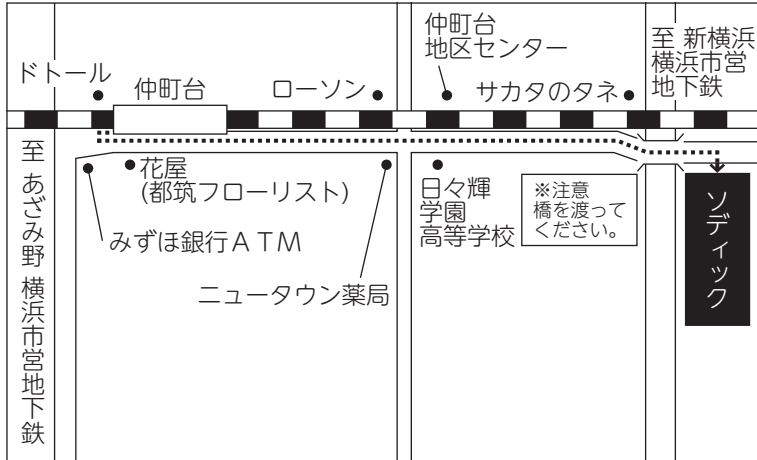 ドトール
仲町台
ローソン
仲町台
地区センター
サカタのタネ
至 新横浜
横浜市営
地下鉄
至 あざみ野 横浜市営地下鉄
花屋
(都筑フローリスト)
みずほ銀行ATM
ニュータウン薬局
日々輝
学園
高等学校
※注意
橋を渡って
ください。
ソディック